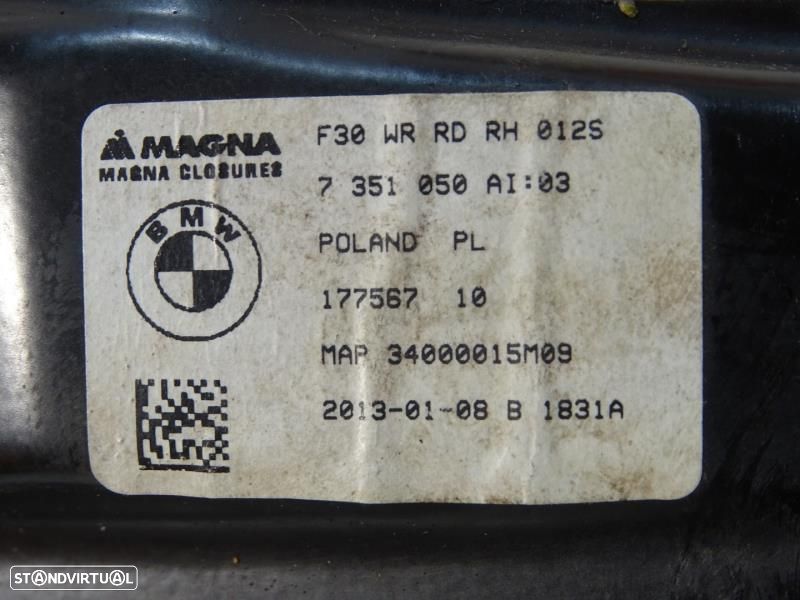 MAGNA
MAGNA CLOSURES
BMW
F30 WR RD RH 012S
7 351 050 AI:03
POLAND PL
177567 10
MAP 34000015M09
2013-01-08 B 1831A
STANDVIRTUAL